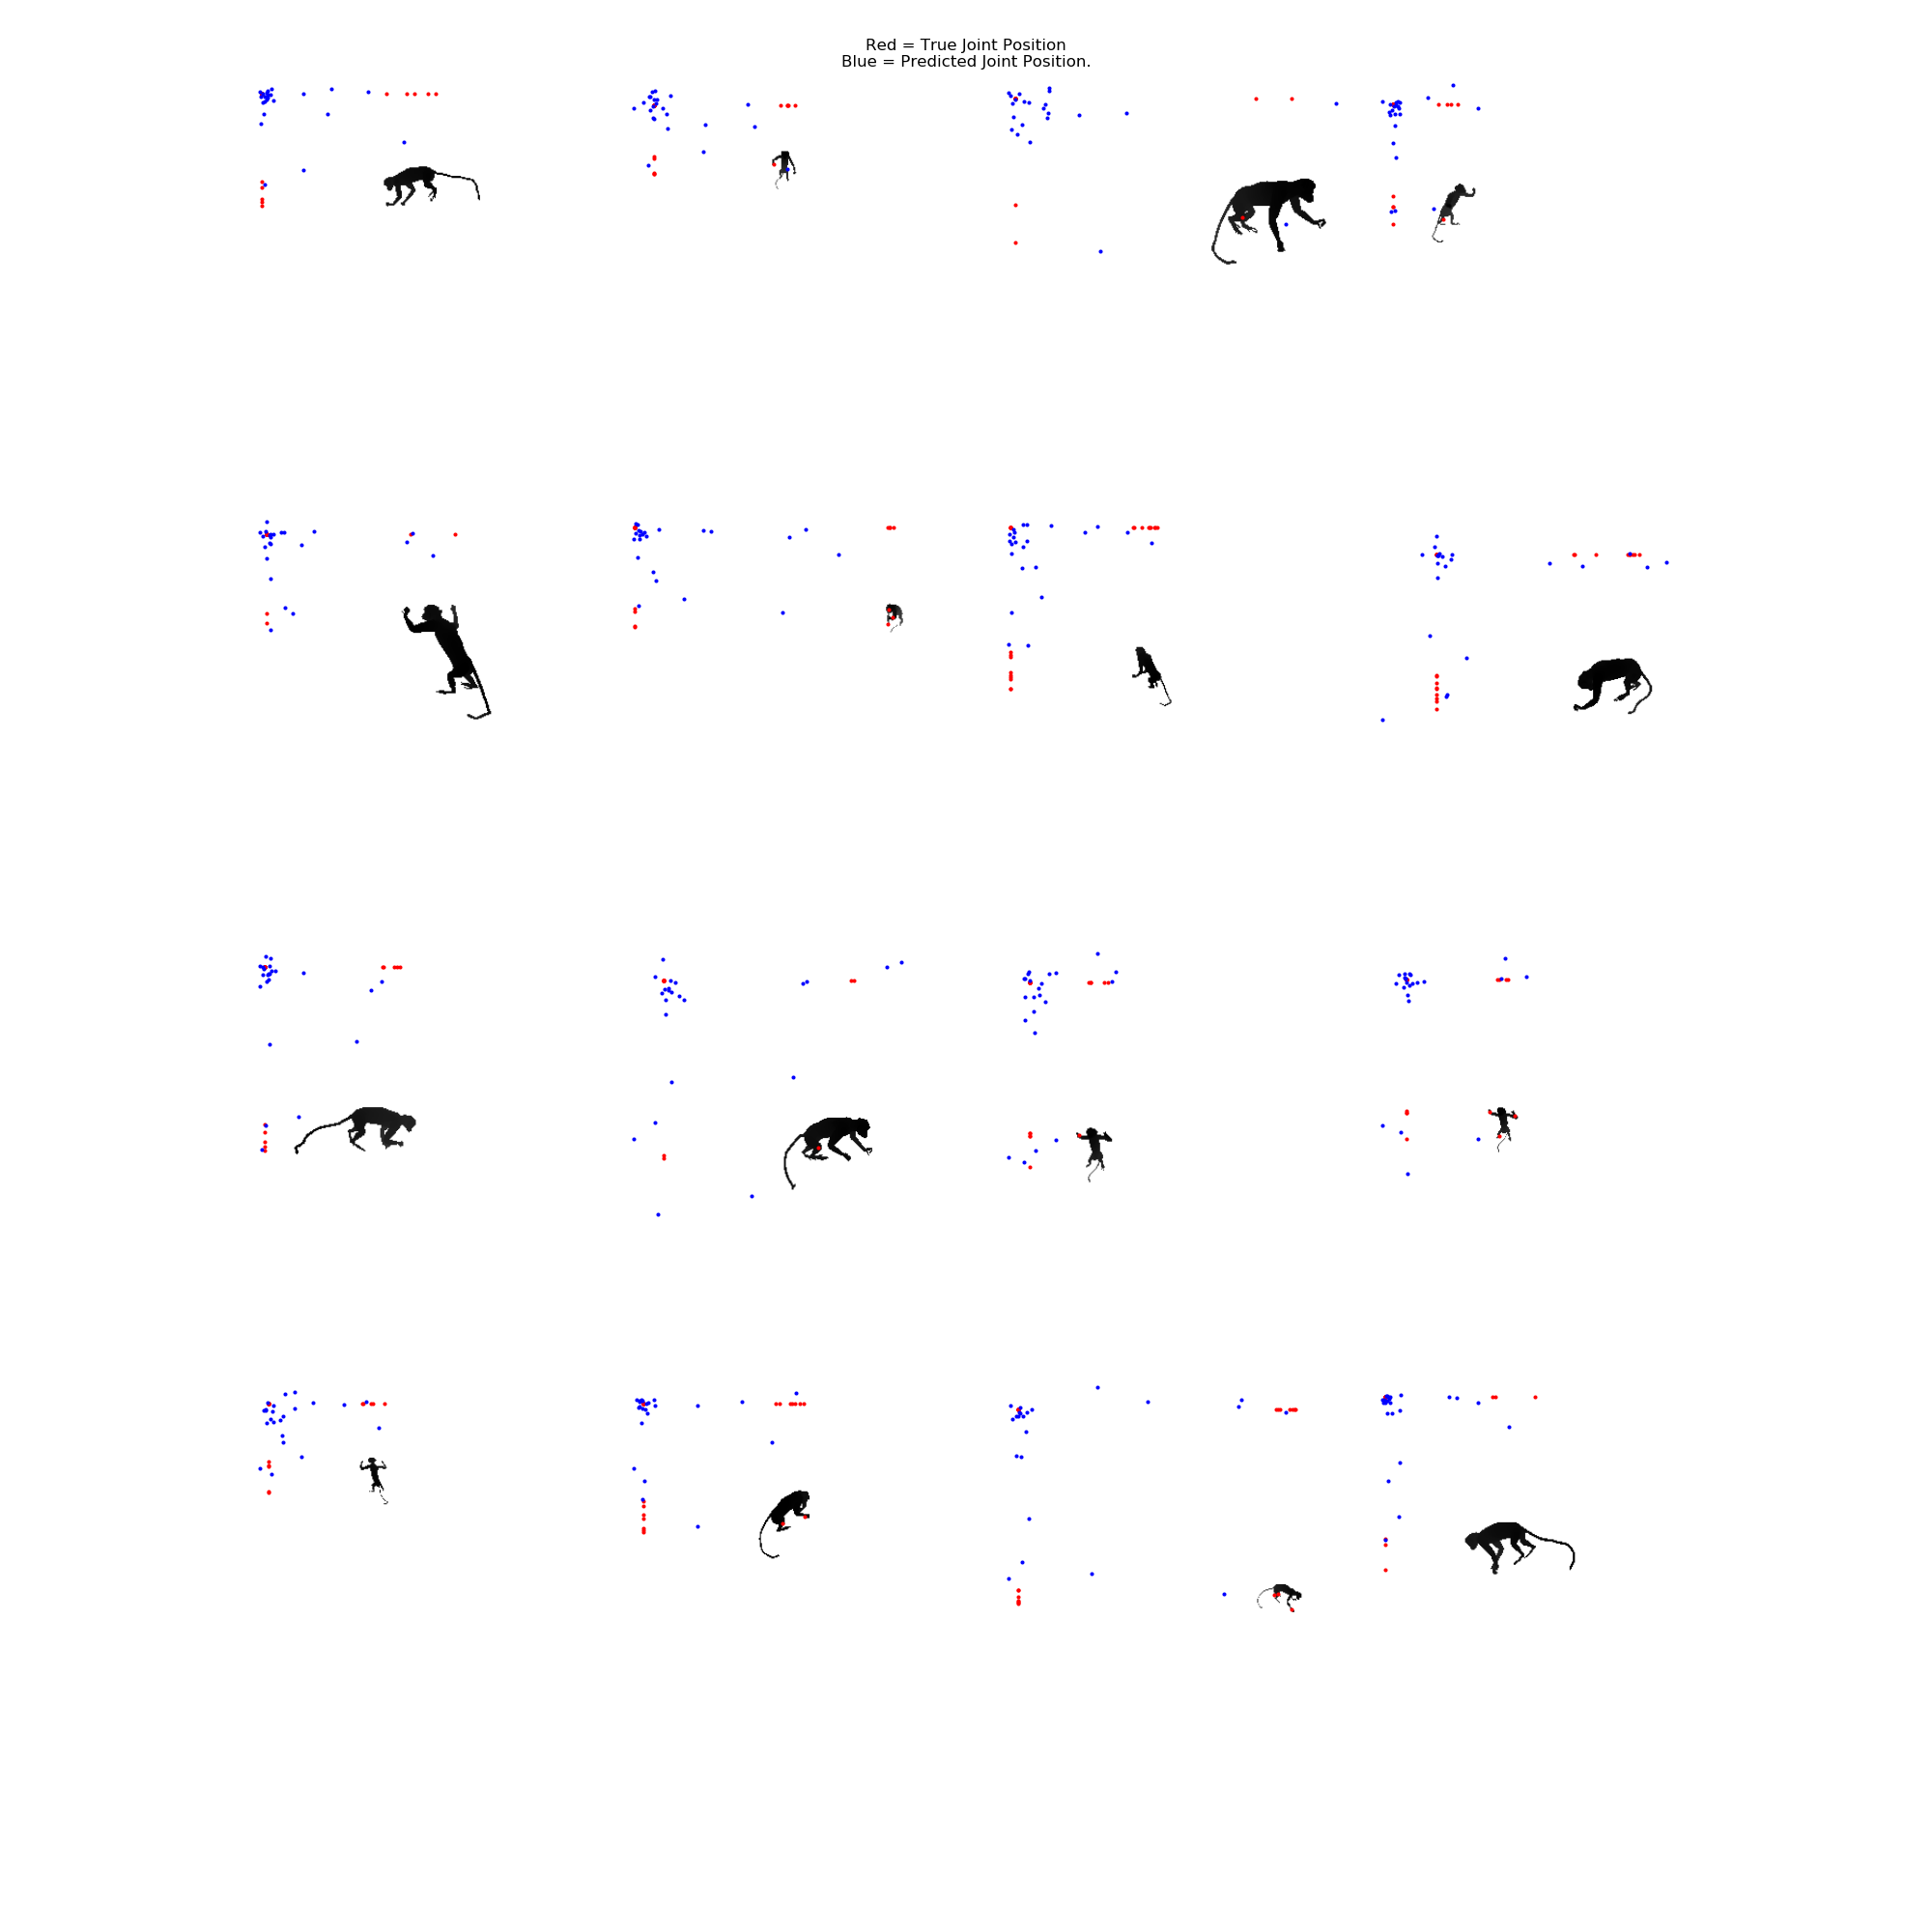 Red = True Joint Position
Blue = Predicted Joint Position.